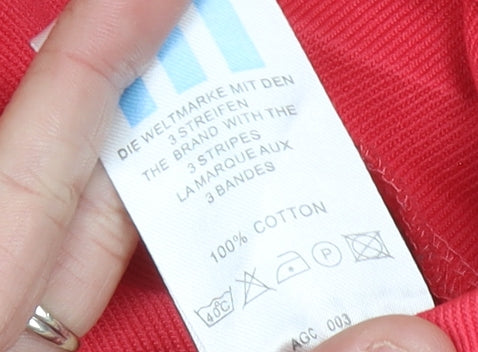 DIE WELTMARKE MIT DEN
3 STREIFEN
THE BRAND WITH THE
3 STRIPES
LA MARQUE AUX
3 BANDES
100% COTTON
40°C P
AGC 003